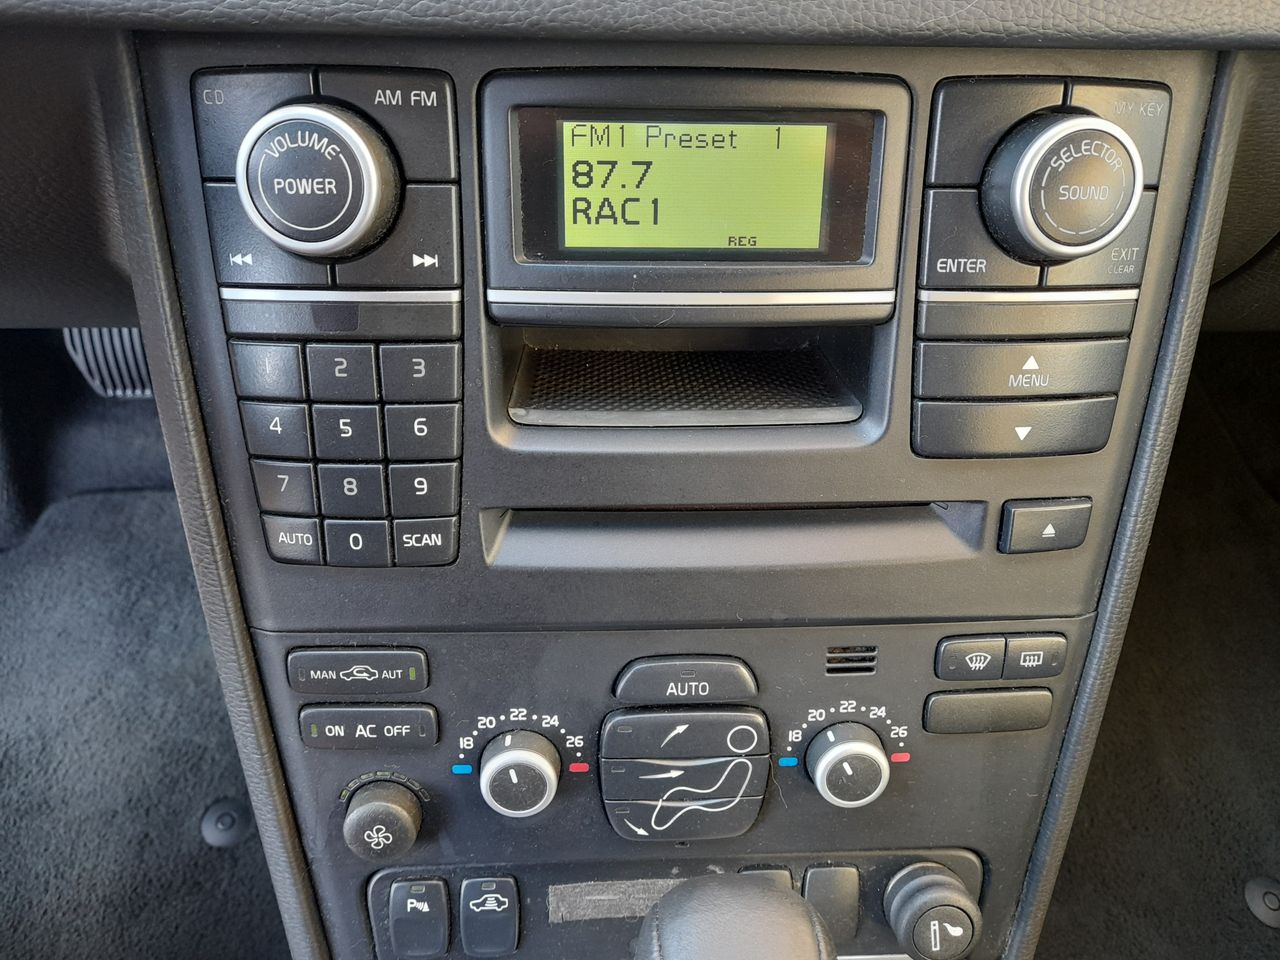 CD
AM FM
VOLUME
POWER
FM1 Preset 1
87.7
RAC1
REG
MY KEY
SELECTOR
SOUND
ENTER
EXIT
CLEAR
MENU
1 2 3
4 5 6
7 8 9
AUTO 0 SCAN
MAN AUT
ON AC OFF
AUTO
18 20 22 24 26
18 20 22 24 26
P